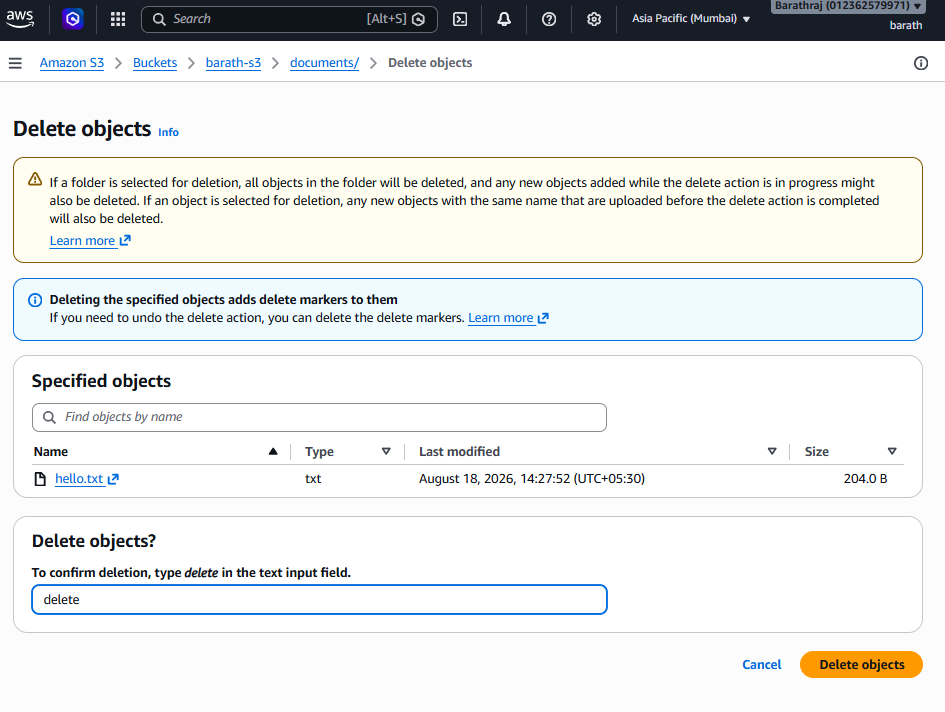 aws
Search [Alt+S]
Asia Pacific (Mumbai)
Barathraj (012362579971)
barath
Amazon S3 Buckets barath-s3 documents/ Delete objects
Delete objects Info
If a folder is selected for deletion, all objects in the folder will be deleted, and any new objects added while the delete action is in progress might
also be deleted. If an object is selected for deletion, any new objects with the same name that are uploaded before the delete action is completed
will also be deleted.
Learn more
Deleting the specified objects adds delete markers to them
If you need to undo the delete action, you can delete the delete markers. Learn more
Specified objects
Find objects by name
Name Type Last modified Size
hello.txt txt August 18, 2026, 14:27:52 (UTC+05:30) 204.0 B
Delete objects?
To confirm deletion, type delete in the text input field.
delete
Cancel Delete objects